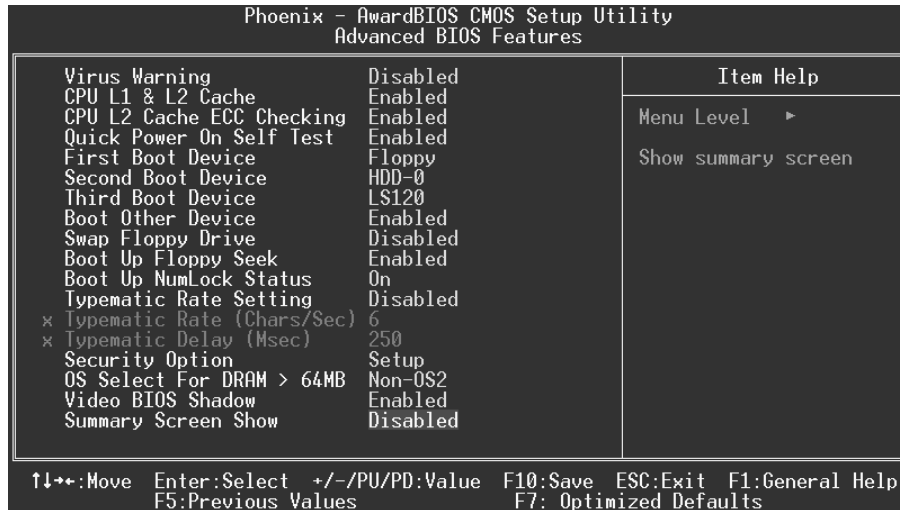 Phoenix - AwardBIOS CMOS Setup Utility
Advanced BIOS Features
Virus Warning Disabled
CPU L1 & L2 Cache Enabled
CPU L2 Cache ECC Checking Enabled
Quick Power On Self Test Enabled
First Boot Device Floppy
Second Boot Device HDD-0
Third Boot Device LS120
Boot Other Device Enabled
Swap Floppy Drive Disabled
Boot Up Floppy Seek Enabled
Boot Up NumLock Status On
Typematic Rate Setting Disabled
x Typematic Rate (Chars/Sec) 6
x Typematic Delay (Msec) 250
Security Option Setup
OS Select For DRAM > 64MB Non-OS2
Video BIOS Shadow Enabled
Summary Screen Show Disabled
Item Help
Menu Level ►
Show summary screen
↑↓→←:Move Enter:Select +/-/PU/PD:Value F10:Save ESC:Exit F1:General Help
F5:Previous Values F7: Optimized Defaults